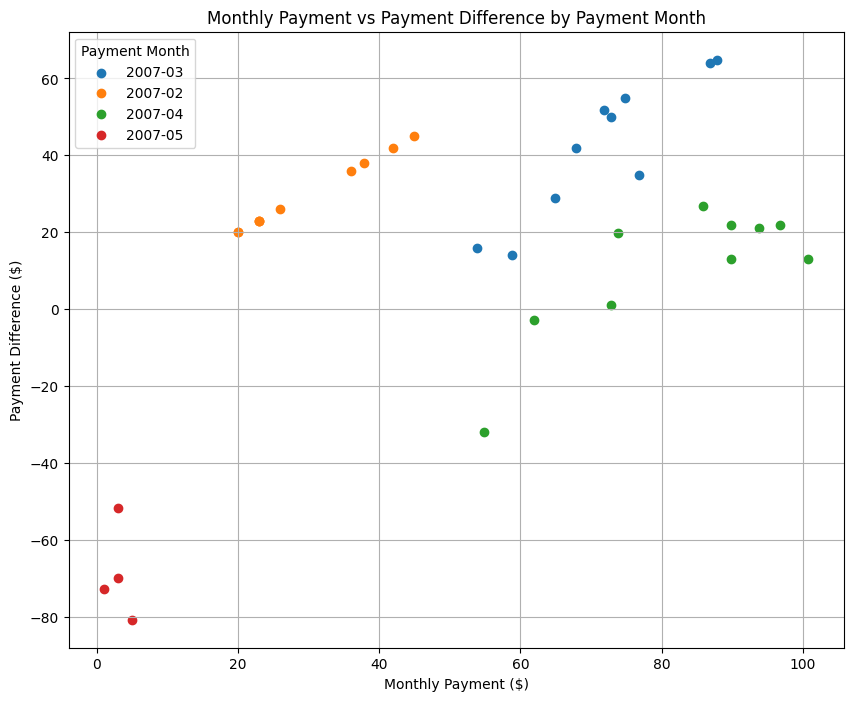 Monthly Payment vs Payment Difference by Payment Month
Payment Month
2007-03
2007-02
2007-04
2007-05
Payment Difference ($)
60
40
20
0
−20
−40
−60
−80
0 20 40 60 80 100
Monthly Payment ($)